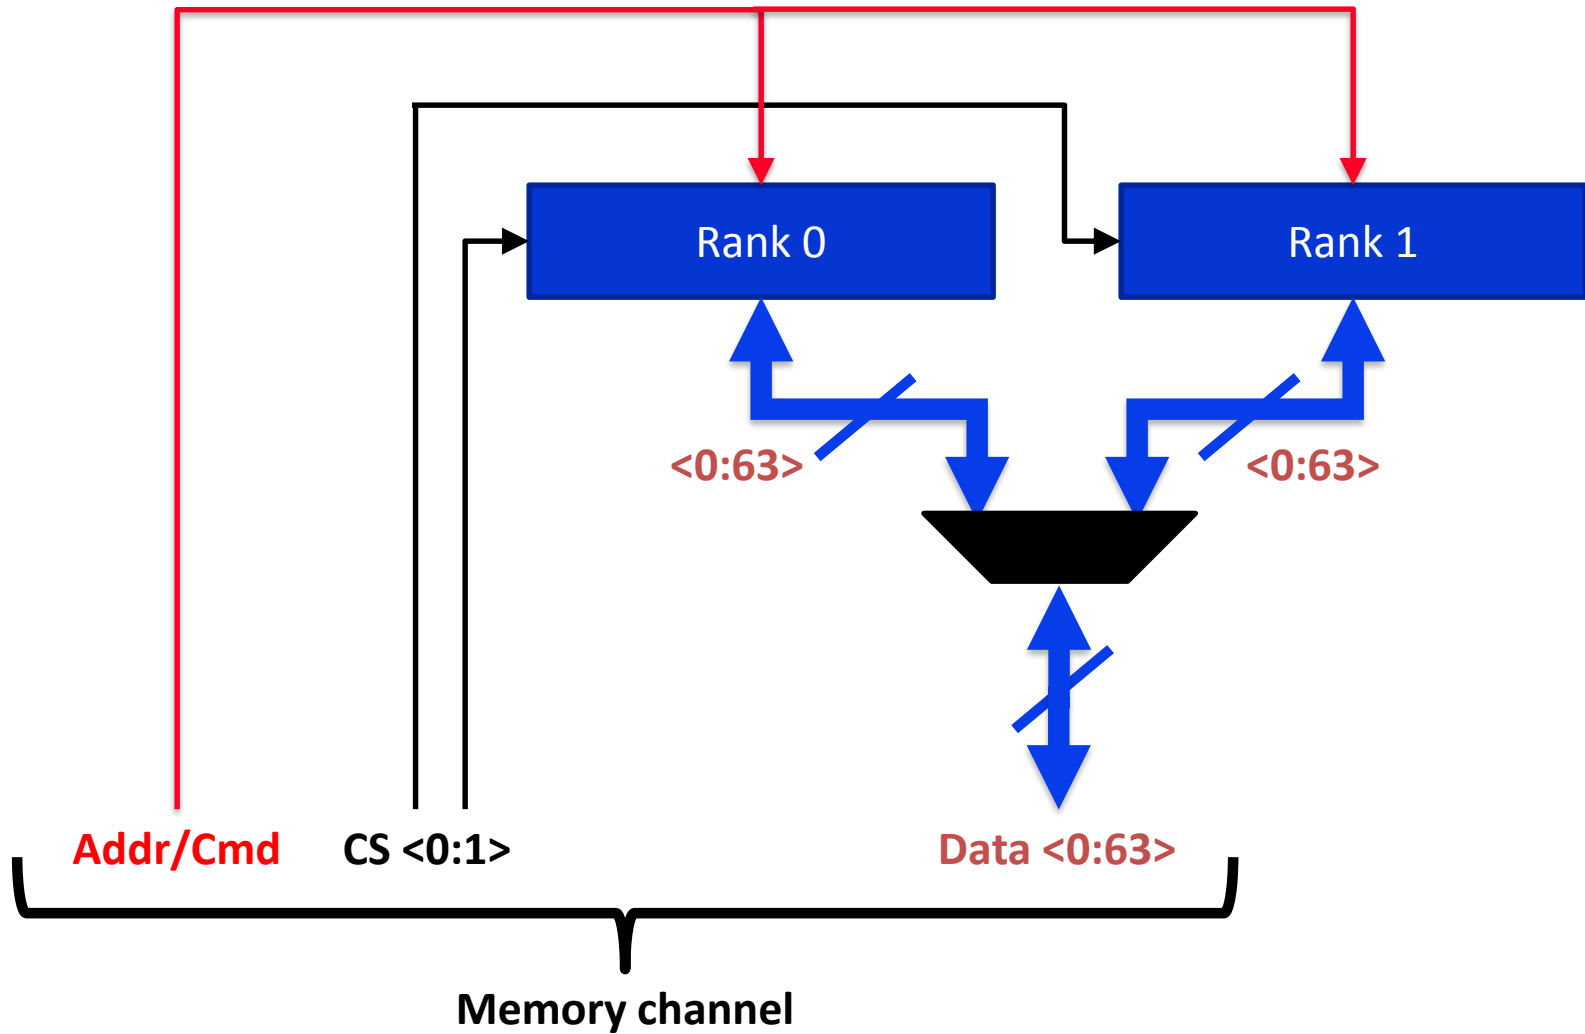 Rank 0
Rank 1
<0:63>
<0:63>
Addr/Cmd
CS <0:1>
Data <0:63>
Memory channel